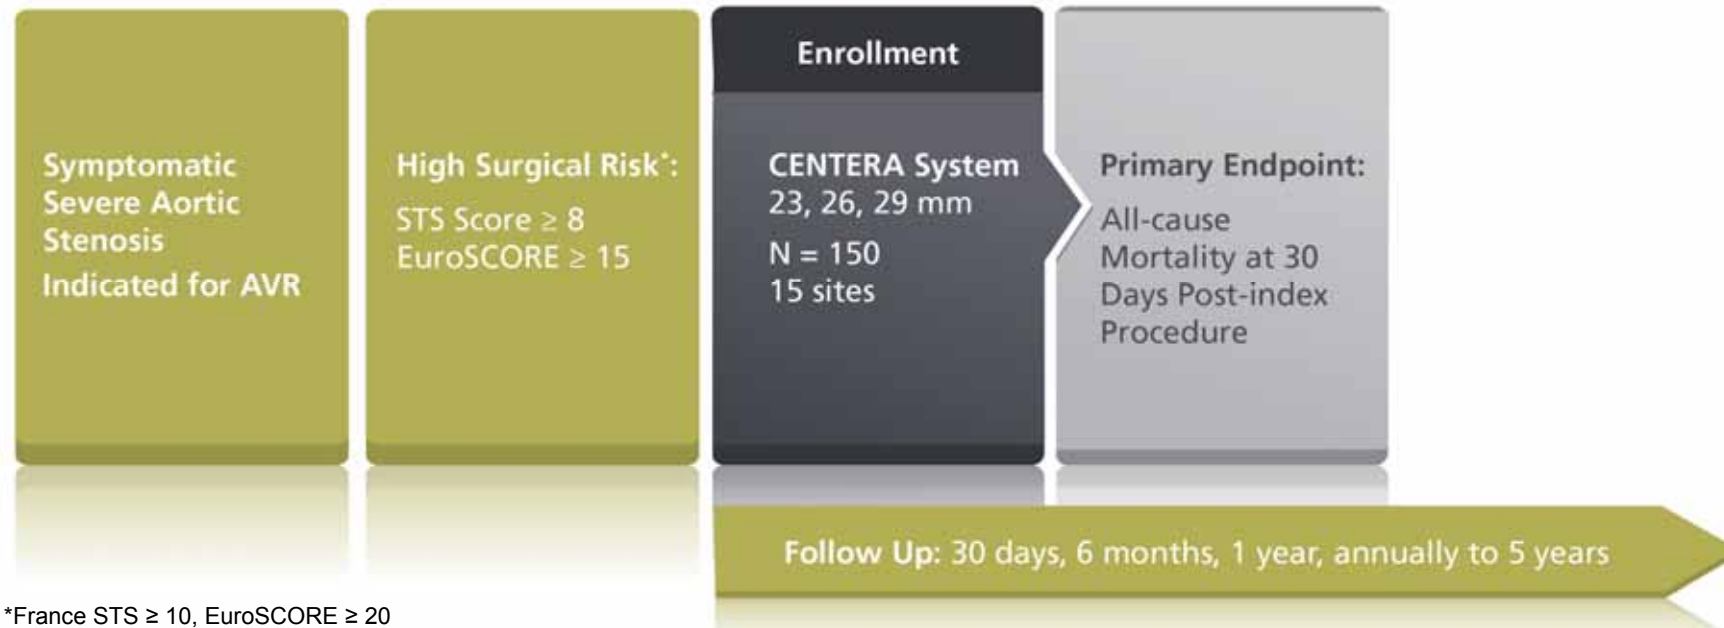 Symptomatic
Severe Aortic
Stenosis
Indicated for AVR
High Surgical Risk*:
STS Score ≥ 8
EuroSCORE ≥ 15
Enrollment
CENTERA System
23, 26, 29 mm
N = 150
15 sites
Primary Endpoint:
All-cause
Mortality at 30
Days Post-index
Procedure
Follow Up: 30 days, 6 months, 1 year, annually to 5 years
*France STS ≥ 10, EuroSCORE ≥ 20